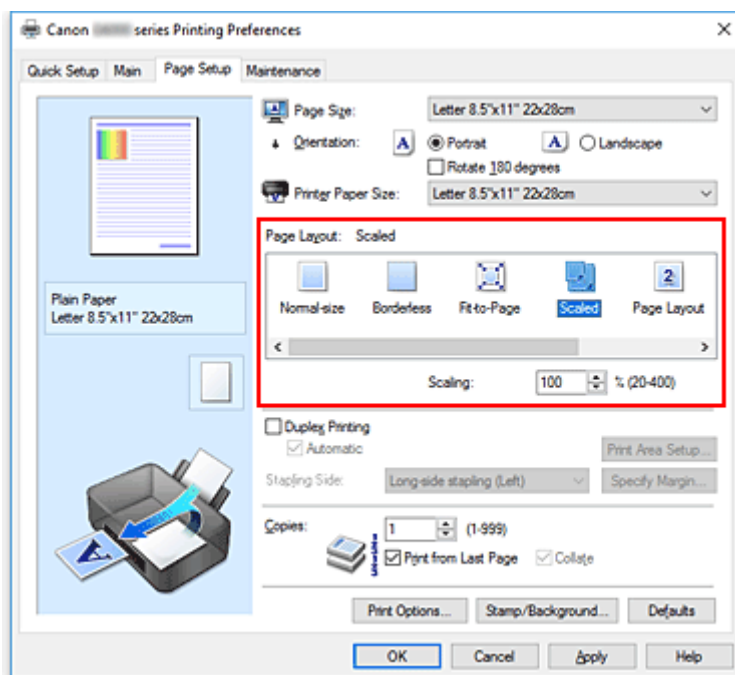 Canon series Printing Preferences
Quick Setup Main Page Setup Maintenance
Page Size: Letter 8.5"x11" 22x28cm
Orientation: A Portrait A Landscape
Rotate 180 degrees
Printer Paper Size: Letter 8.5"x11" 22x28cm
Page Layout: Scaled
2
Normal-size Borderless Fit-to-Page Scaled Page Layout
Scaling: 100 % (20-400)
Plain Paper
Letter 8.5"x11" 22x28cm
Duplex Printing
Automatic Print Area Setup...
Stapling Side: Long-side stapling (Left) Specify Margin...
Copies: 1 (1-999)
Print from Last Page Collate
A
Print Options... Stamp/Background... Defaults
OK Cancel Apply Help